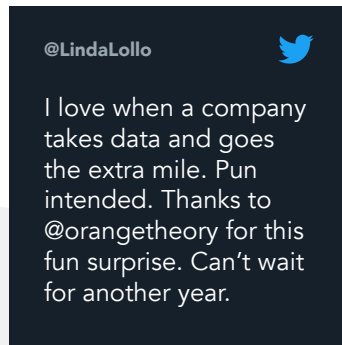 @LindaLollo
I love when a company
takes data and goes
the extra mile. Pun
intended. Thanks to
@orangetheory for this
fun surprise. Can’t wait
for another year.